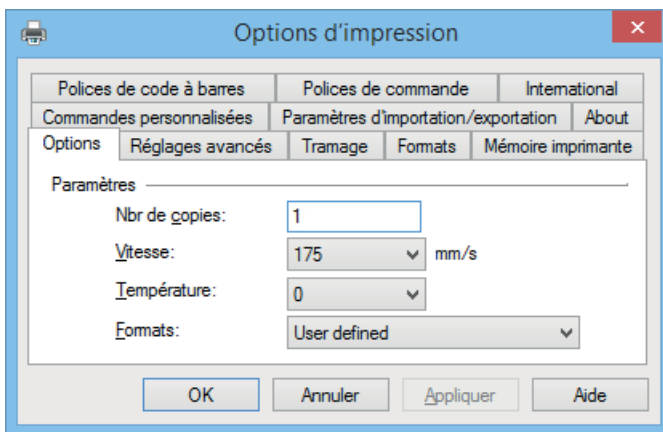 Options d'impression
Polices de code à barres Polices de commande International
Commandes personnalisées Paramètres d'importation/exportation About
Options Réglages avancés Tramage Formats Mémoire imprimante
Paramètres
Nbr de copies: 1
Vitesse: 175 mm/s
Température: 0
Formats: User defined
OK Annuler Appliquer Aide